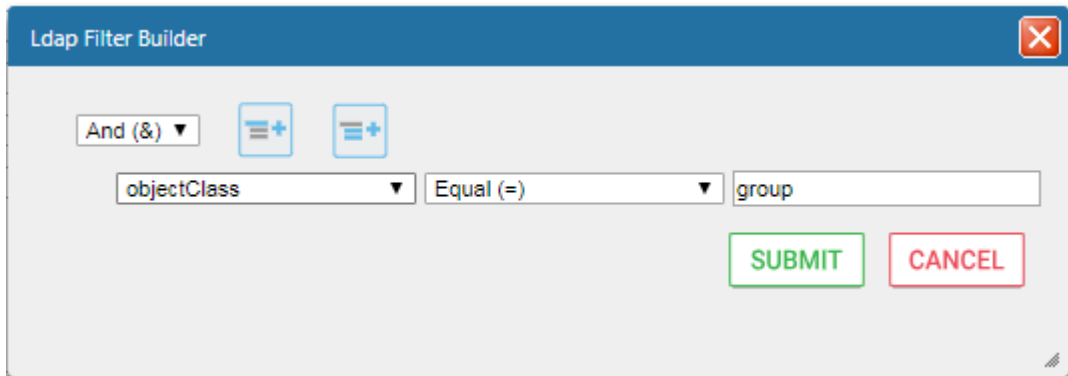 Ldap Filter Builder
And (&)
objectClass Equal (=) group
SUBMIT CANCEL